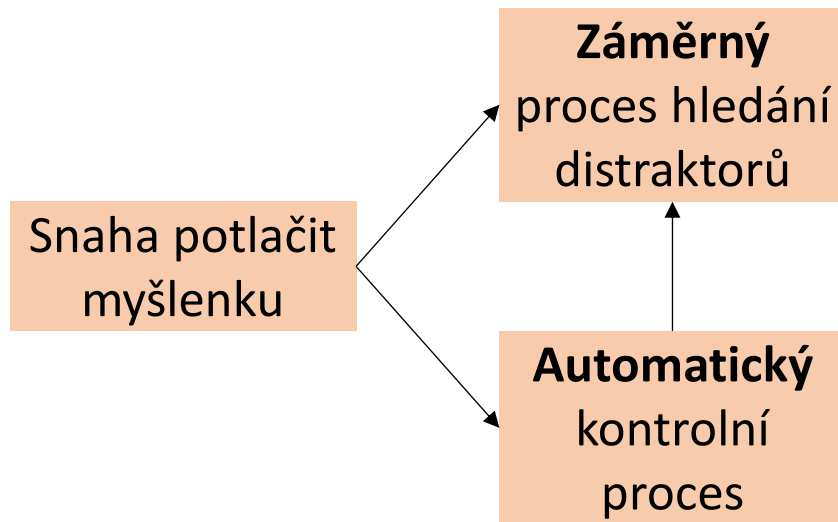 Záměrný
proces hledání
distraktorů
Snaha potlačit
myšlenku
Automatický
kontrolní
proces